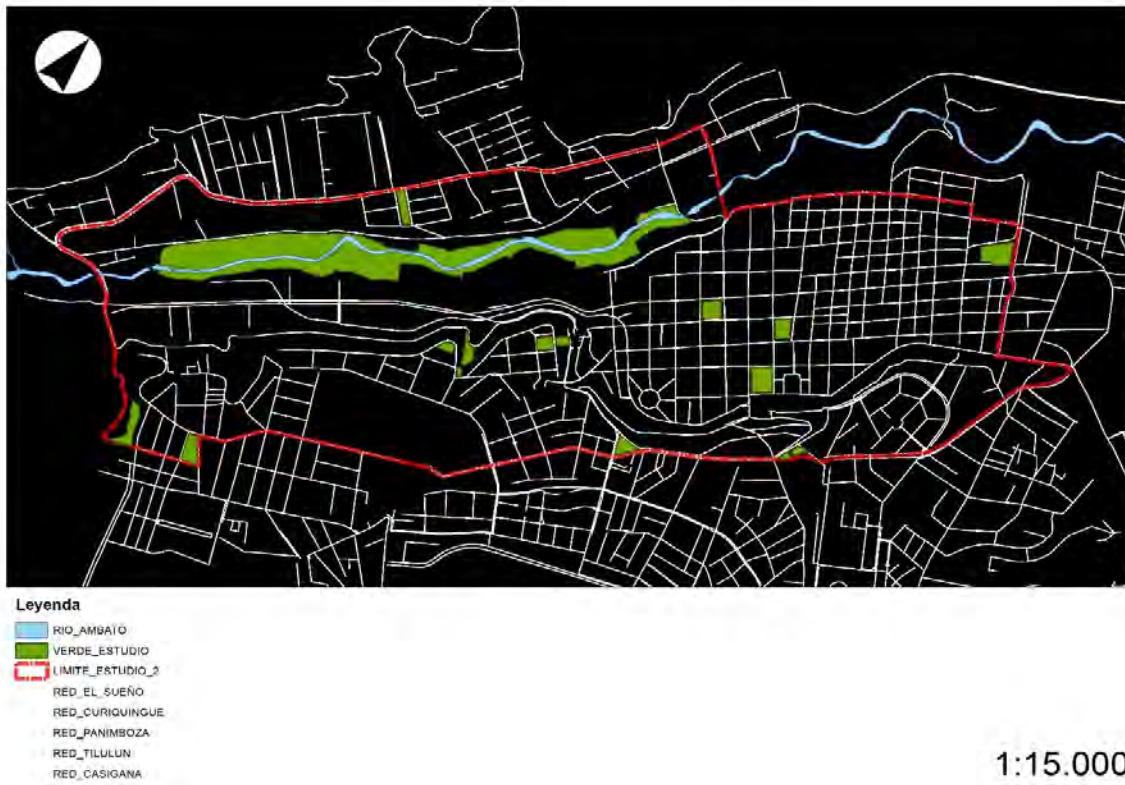 Leyenda
RIO_AMBATO
VERDE_ESTUDIO
LIMITE_ESTUDIO_2
RED_EL_SUEÑO
RED_CURIQUINGUE
RED_PANIMBOZA
RED_TILULUN
RED_CASIGANA
1:15.000